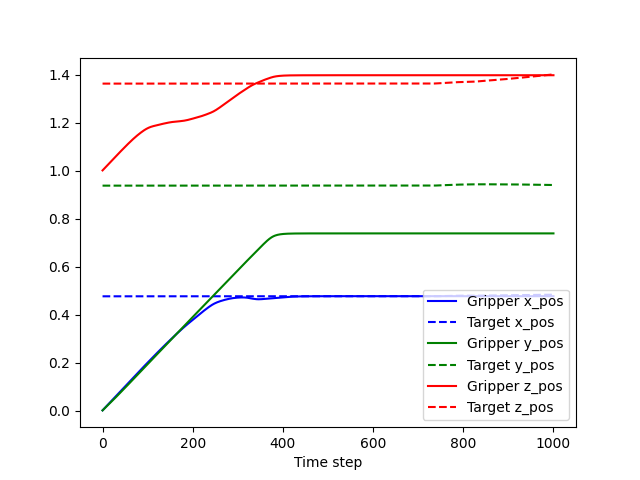 1.4
1.2
1.0
0.8
0.6
0.4
0.2
0.0
Gripper x_pos
Target x_pos
Gripper y_pos
Target y_pos
Gripper z_pos
Target z_pos
0 200 400 600 800 1000
Time step